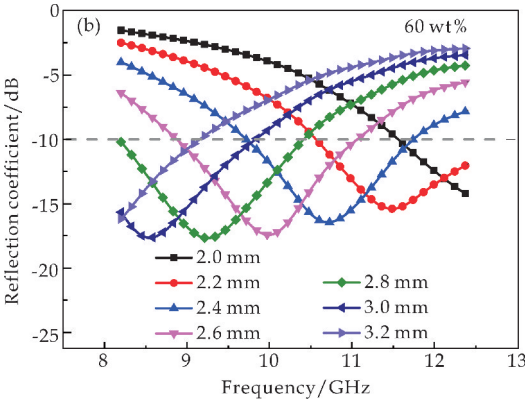 (b)
60 wt%
0
-5
-10
-15
-20
-25
Reflection coefficient/dB
2.0 mm
2.2 mm
2.4 mm
2.6 mm
2.8 mm
3.0 mm
3.2 mm
8 9 10 11 12 13
Frequency/GHz